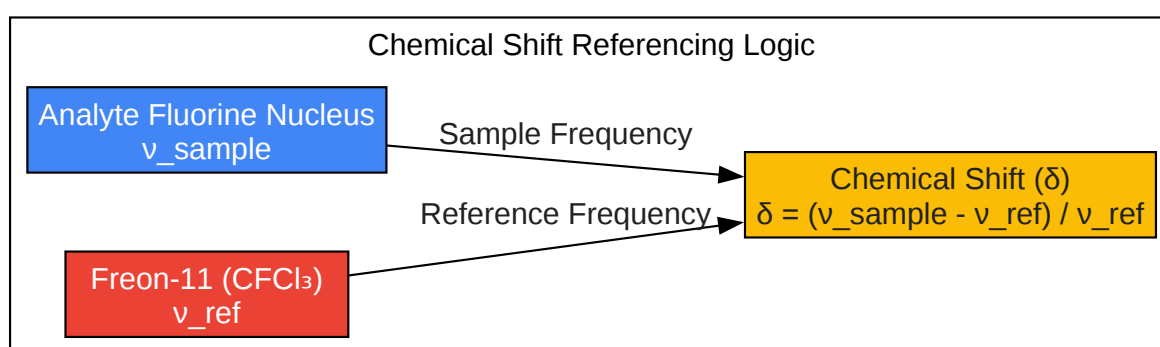 Chemical Shift Referencing Logic
Analyte Fluorine Nucleus
ν_sample
Sample Frequency
Chemical Shift (δ)
δ = (ν_sample - ν_ref) / ν_ref
Reference Frequency
Freon-11 (CFCl₃)
ν_ref